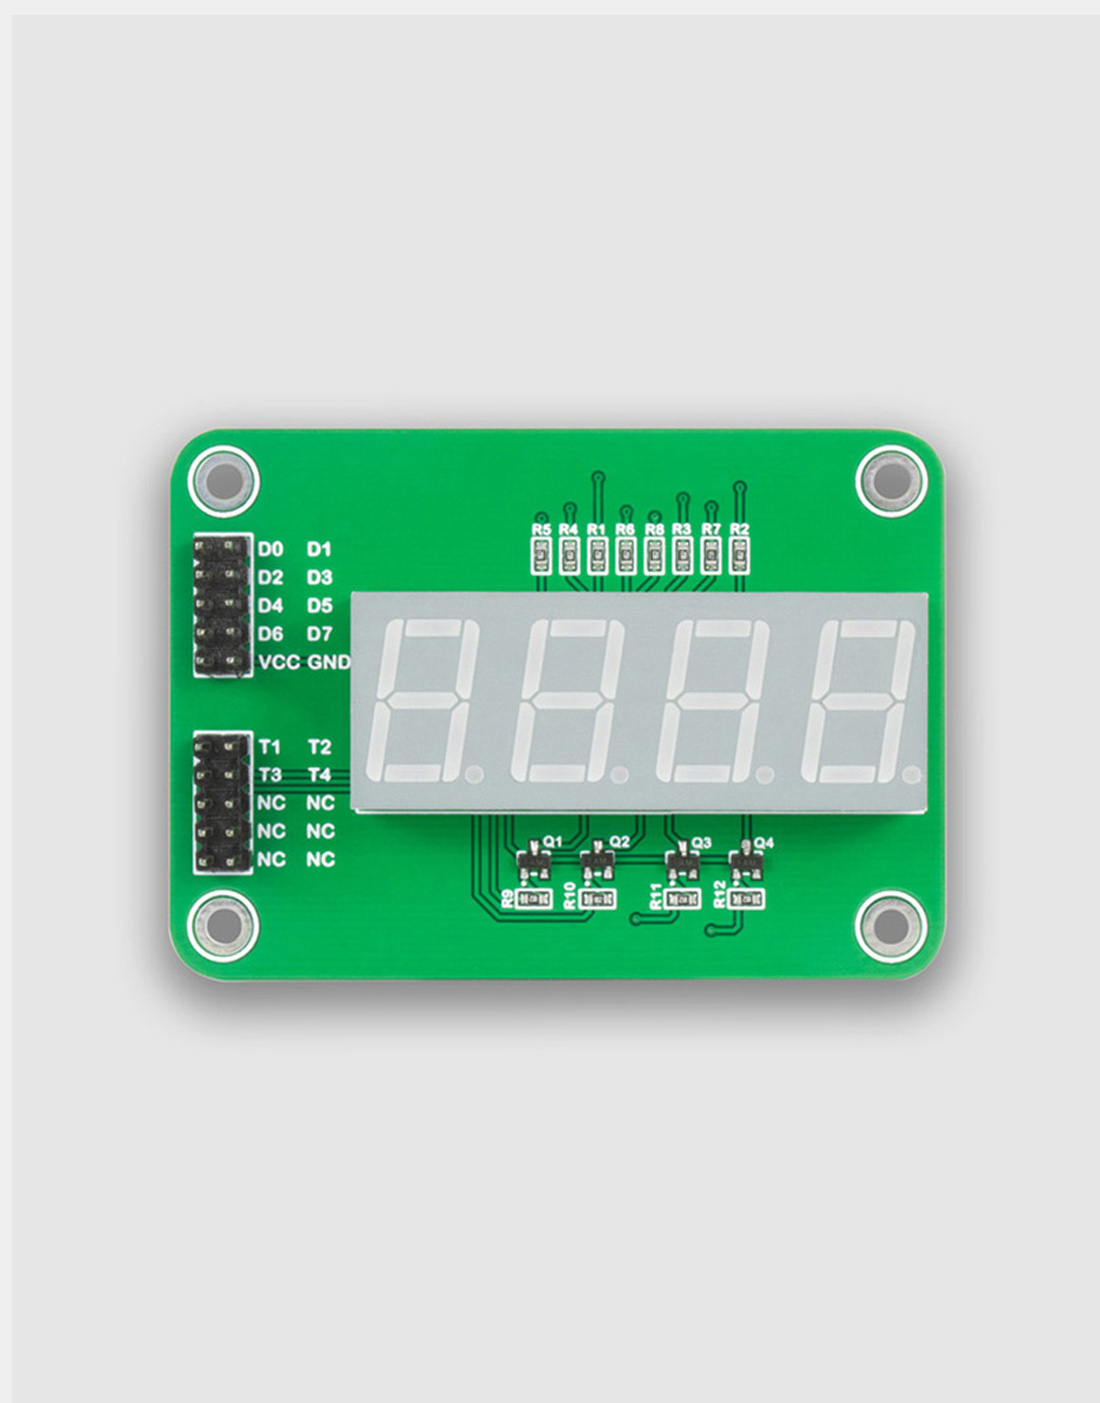 R5 R4 R1 R6 R8 R3 R7 R2
D0 D1
D2 D3
D4 D5
D6 D7
VCC GND
T1 T2
T3 T4
NC NC
NC NC
NC NC
Q1 Q2 Q3 Q4
R9 R10 R11 R12